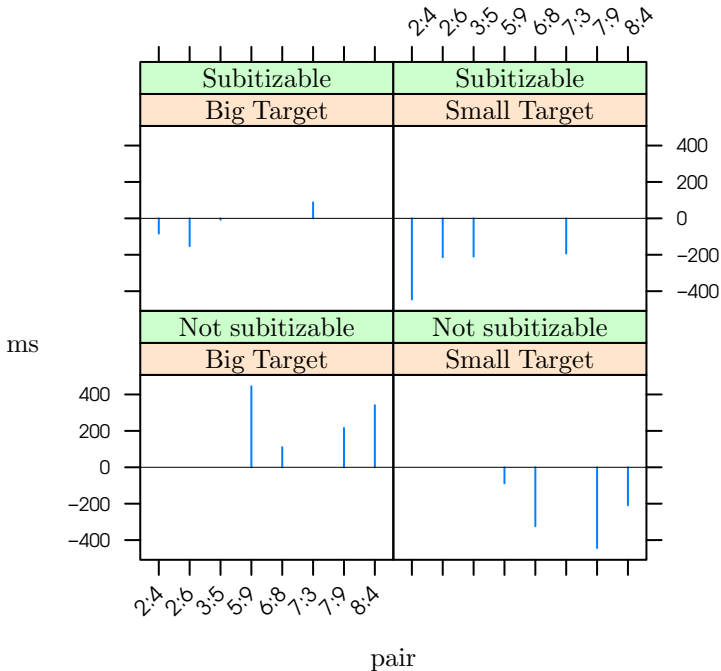 2:4 2:6 3:5 5:9 6:8 7:3 7:9 8:4
Subitizable Subitizable
Big Target Small Target
400
200
0
−200
−400
Not subitizable Not subitizable
Big Target Small Target
ms
400
200
0
−200
−400
2:4 2:6 3:5 5:9 6:8 7:3 7:9 8:4
pair